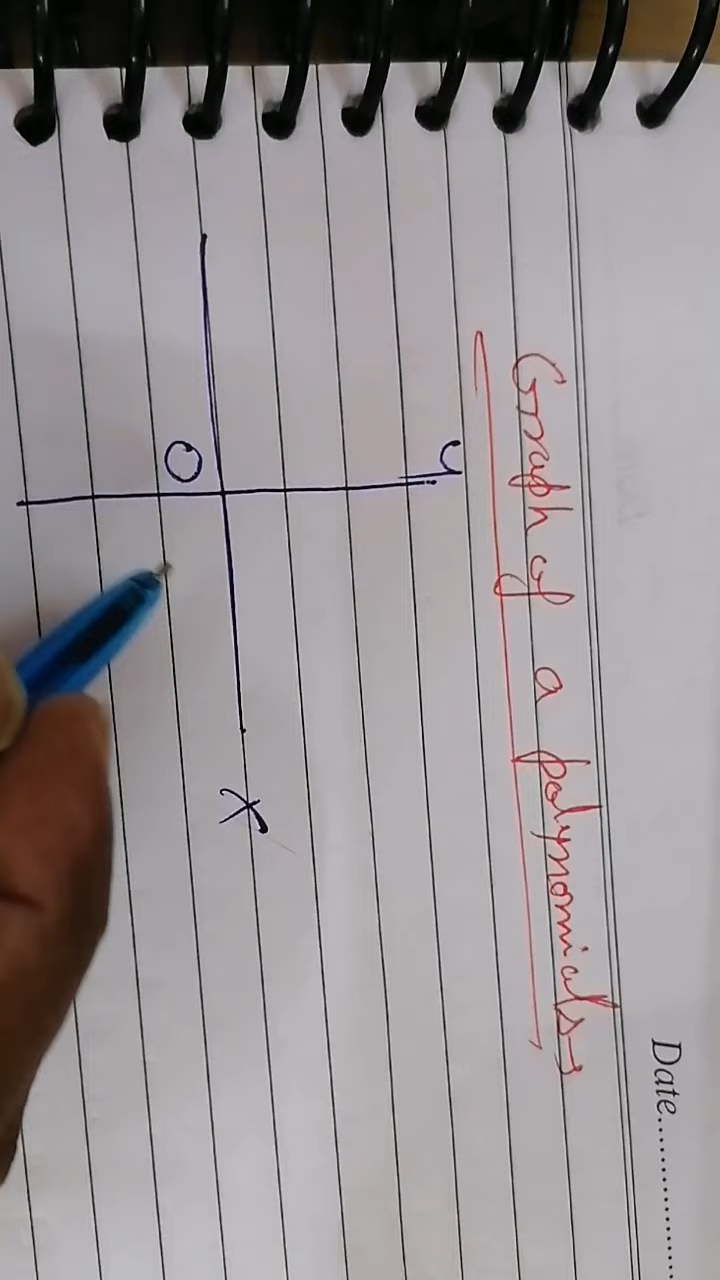 Date..............
Graph of a polynomials→
y
O
X